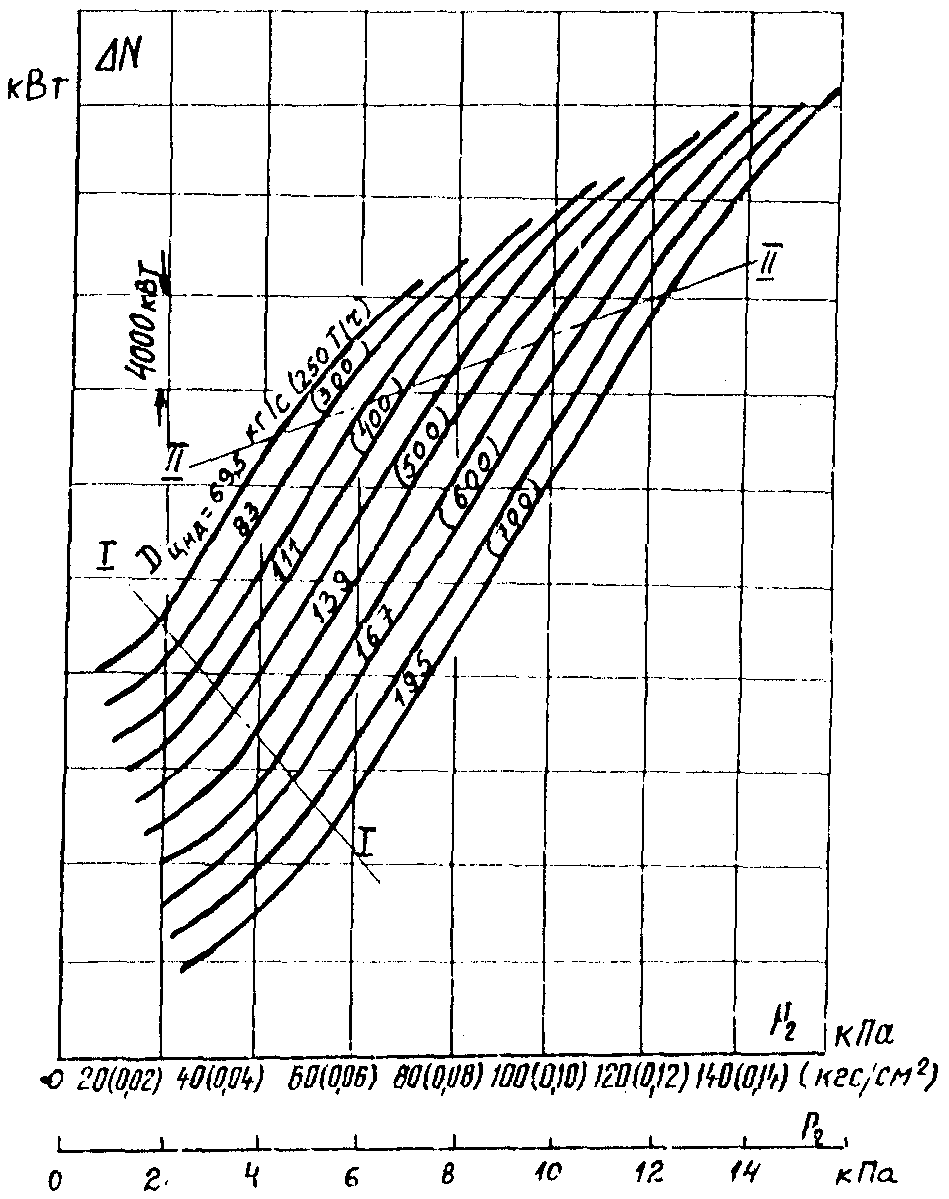 ΔN
кВт
II
4000 кВт
Dцнд = 69,5 кг/с (250 т/ч)
(300)
(400)
(500)
(600)
(700)
II
I
83
111
139
167
195
I
P₂
кПа
0 20(0,02) 40(0,04) 60(0,06) 80(0,08) 100(0,10) 120(0,12) 140(0,14) (кгс/см²)
P₂
0 2 4 6 8 10 12 14 кПа